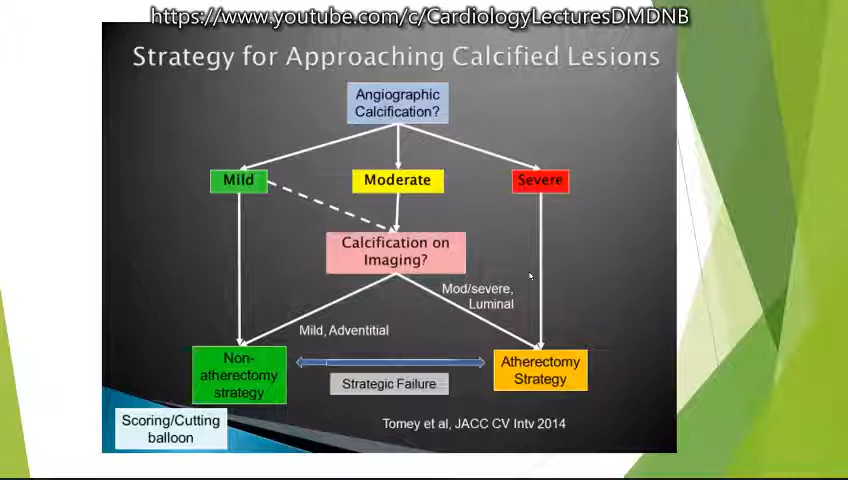 https://www.youtube.com/c/CardiologyLecturesDMDNB
Strategy for Approaching Calcified Lesions
Angiographic
Calcification?
Mild
Moderate
Severe
Calcification on
Imaging?
Mod/severe,
Luminal
Mild, Adventitial
Non-
atherectomy
strategy
Strategic Failure
Atherectomy
Strategy
Scoring/Cutting
balloon
Tomey et al, JACC CV Intv 2014